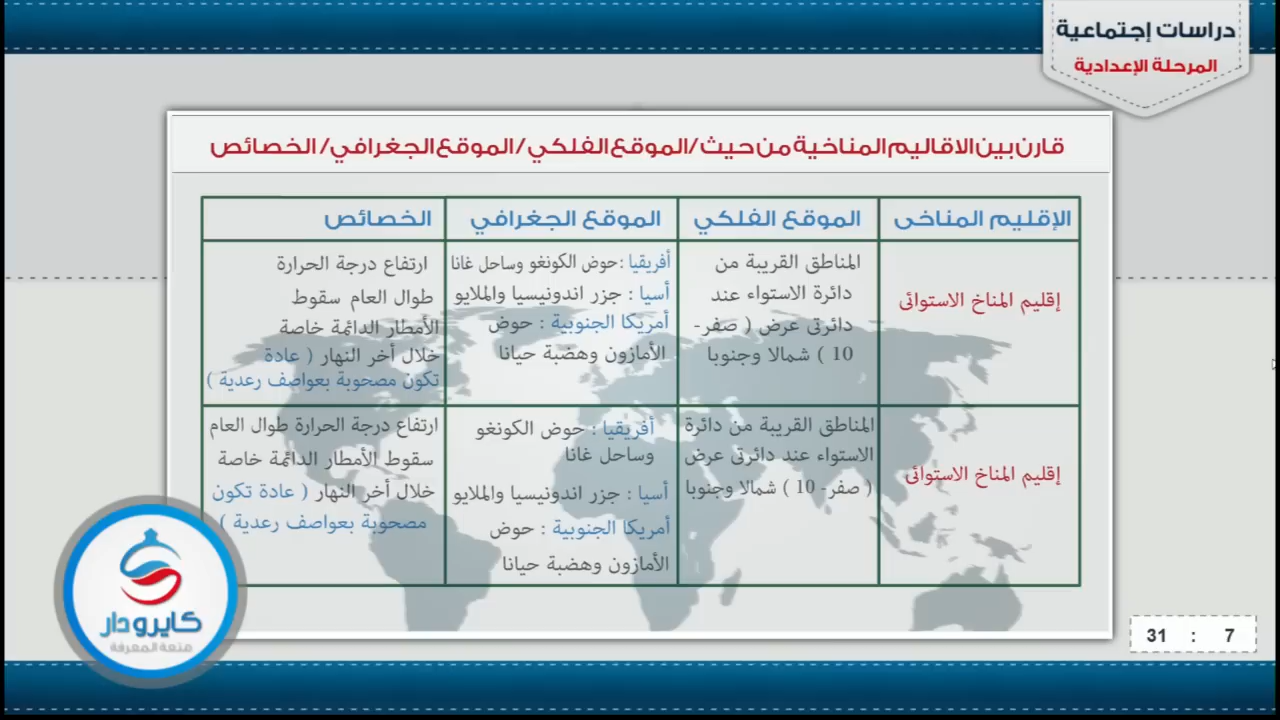 دراسات إجتماعية
المرحلة الإعدادية
قارن بين الاقاليم المناخية من حيث / الموقع الفلكي / الموقع الجغرافي / الخصائص
الإقليم المناخى
الموقع الفلكي
الموقع الجغرافي
الخصائص
إقليم المناخ الاستوائى
المناطق القريبة من
دائرة الاستواء عند
دائرتى عرض ( صفر-
10 ) شمالا وجنوبا
أفريقيا :حوض الكونغو وساحل غانا
أسيا : جزر اندونيسيا والملايو
أمريكا الجنوبية : حوض
الأمازون وهضبة حيانا
ارتفاع درجة الحرارة
طوال العام سقوط
الأمطار الدائمة خاصة
خلال أخر النهار ( عادة
تكون مصحوبة بعواصف رعدية )
إقليم المناخ الاستوائى
المناطق القريبة من دائرة
الاستواء عند دائرتى عرض
( صفر- 10 ) شمالا وجنوبا
أفريقيا : حوض الكونغو
وساحل غانا
أسيا : جزر اندونيسيا والملايو
أمريكا الجنوبية : حوض
الأمازون وهضبة حيانا
ارتفاع درجة الحرارة طوال العام
سقوط الأمطار الدائمة خاصة
خلال أخر النهار ( عادة تكون
مصحوبة بعواصف رعدية )
كايرودار
متعة المعرفة
31 : 7